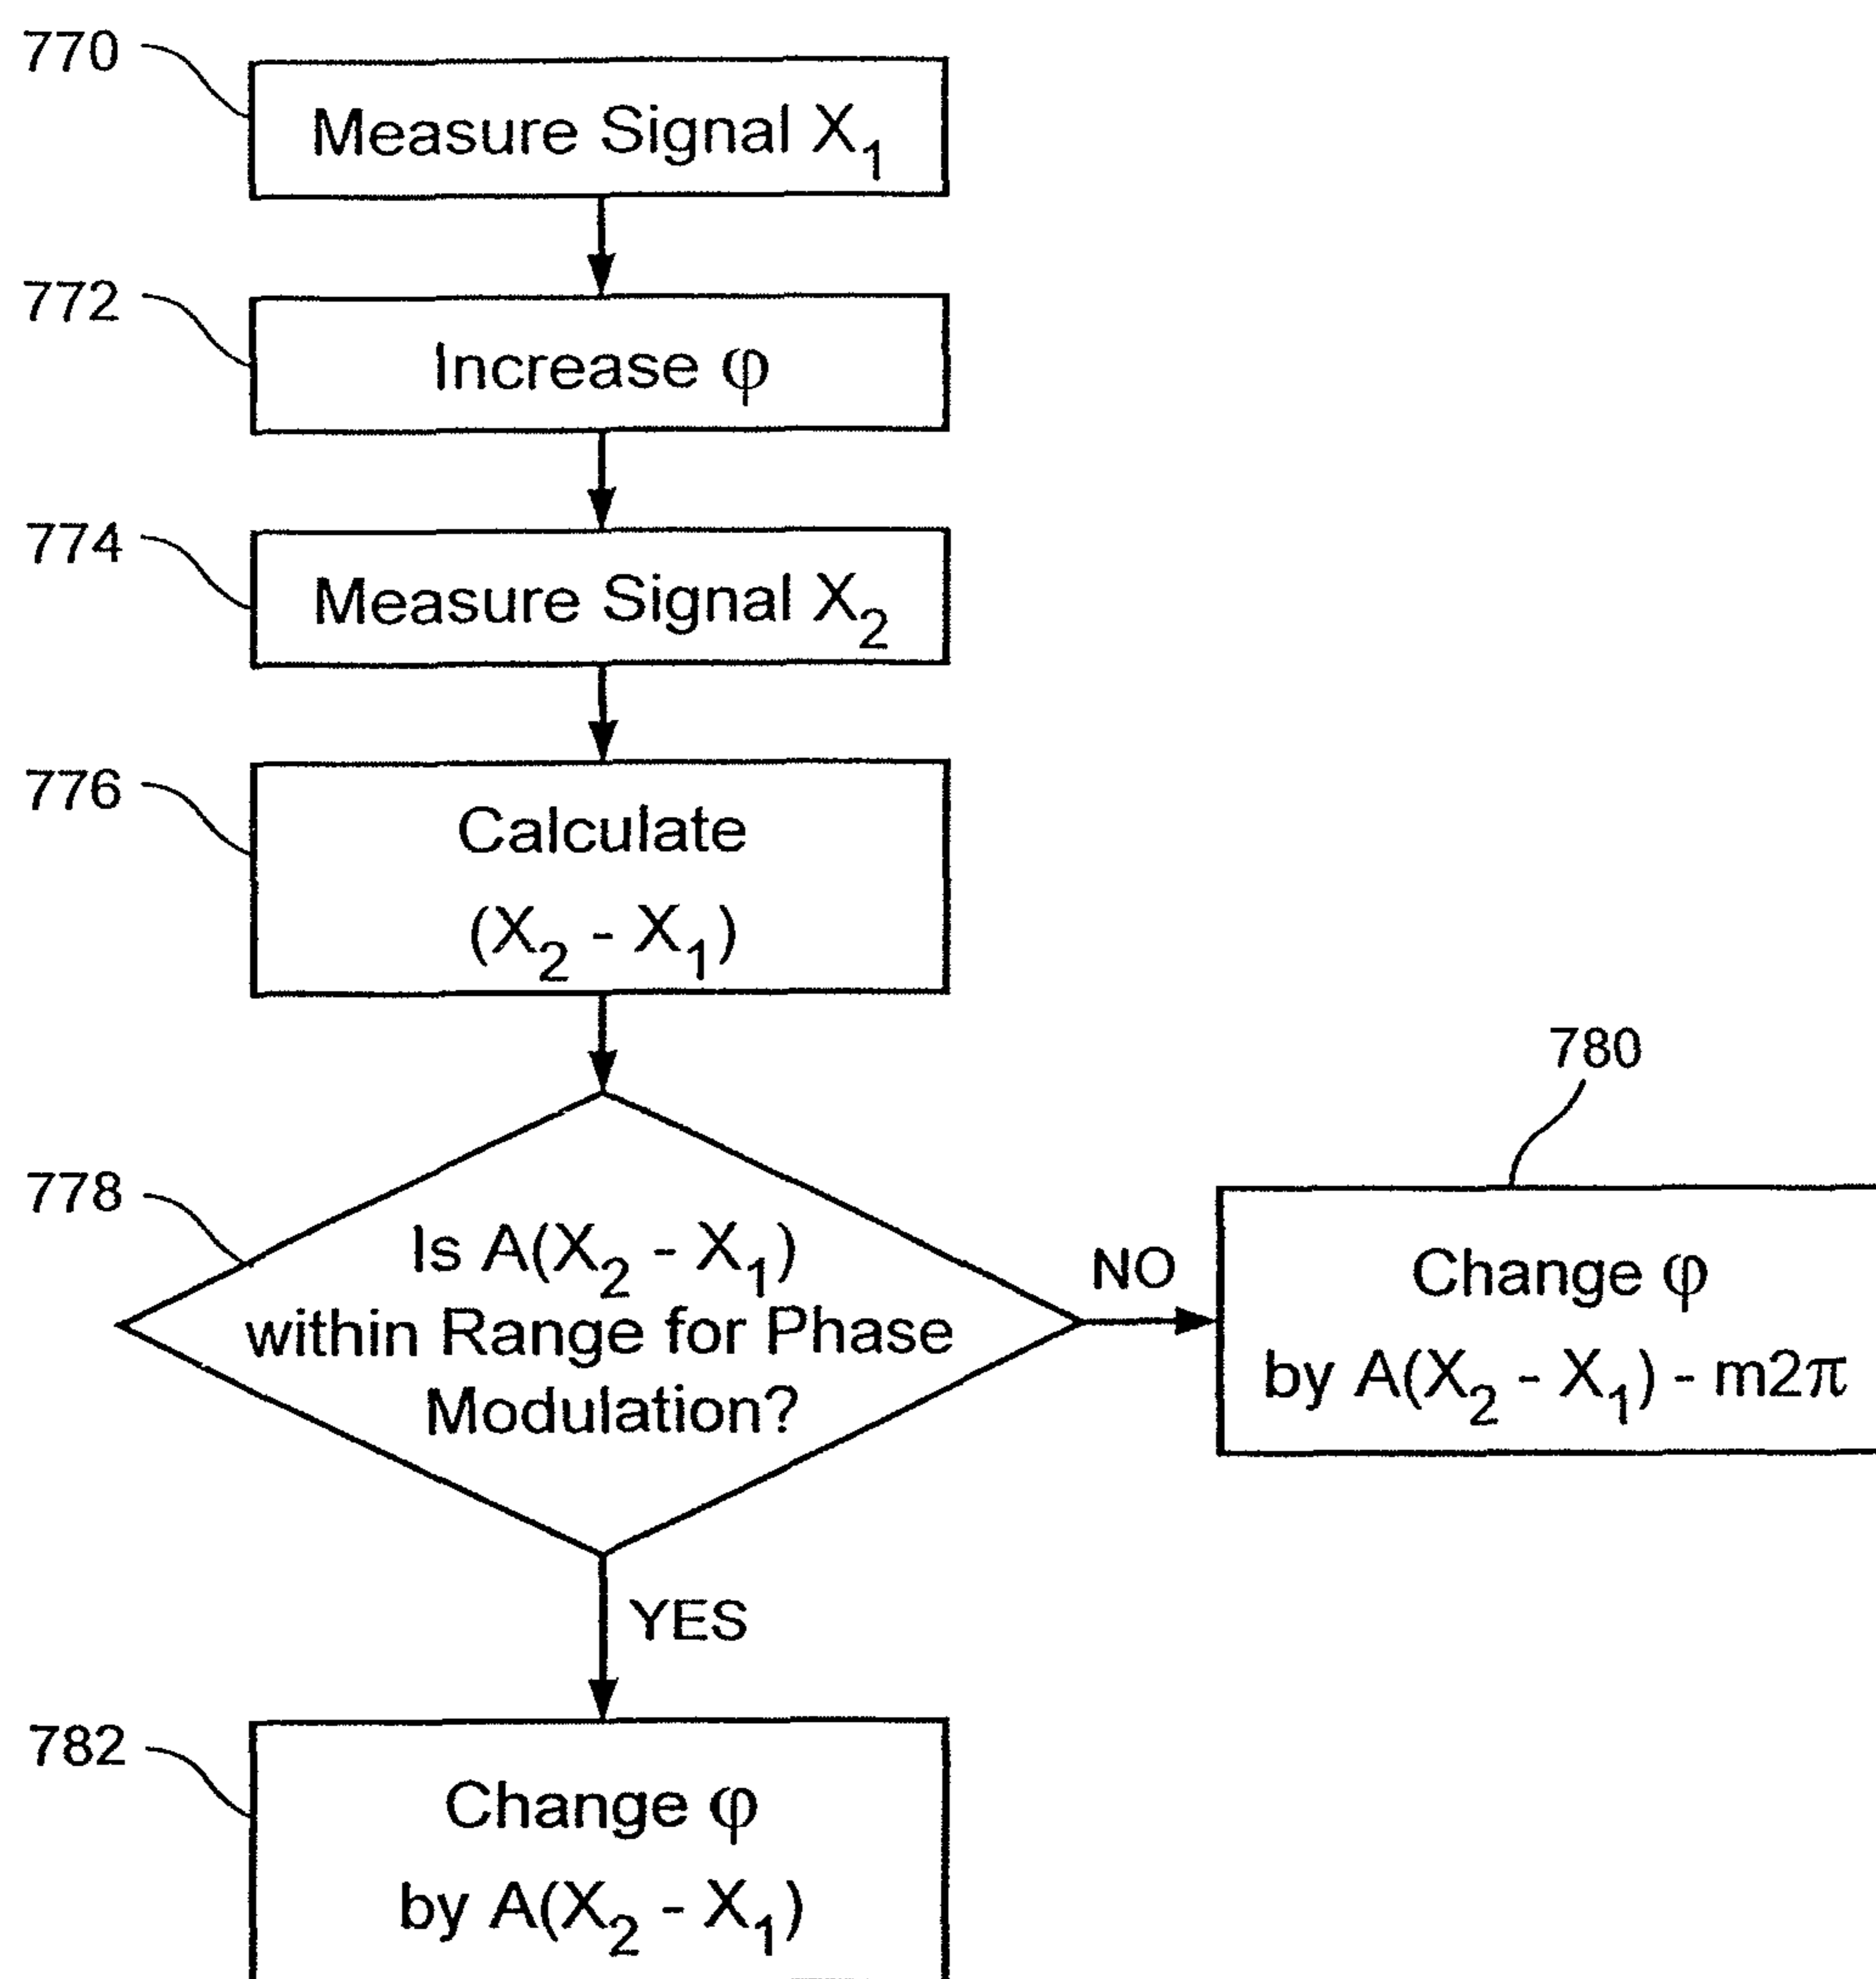 770
Measure Signal X₁
772
Increase φ
774
Measure Signal X₂
776
Calculate
(X₂ - X₁)
778
Is A(X₂ - X₁)
within Range for Phase
Modulation?
NO
780
Change φ
by A(X₂ - X₁) - m2π
YES
782
Change φ
by A(X₂ - X₁)